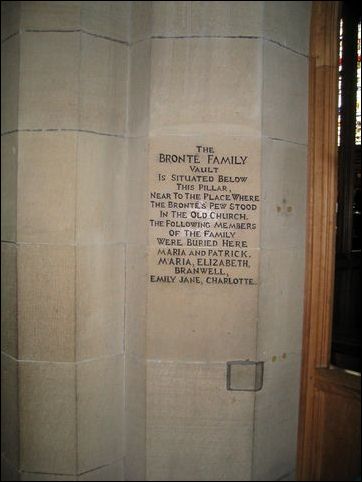 THE
BRONTË FAMILY
VAULT
IS SITUATED BELOW
THIS PILLAR,
NEAR TO THE PLACE WHERE
THE BRONTË'S PEW STOOD
IN THE OLD CHURCH.
THE FOLLOWING MEMBERS
OF THE FAMILY
WERE BURIED HERE
MARIA AND PATRICK.
MARIA, ELIZABETH,
BRANWELL,
EMILY JANE, CHARLOTTE.